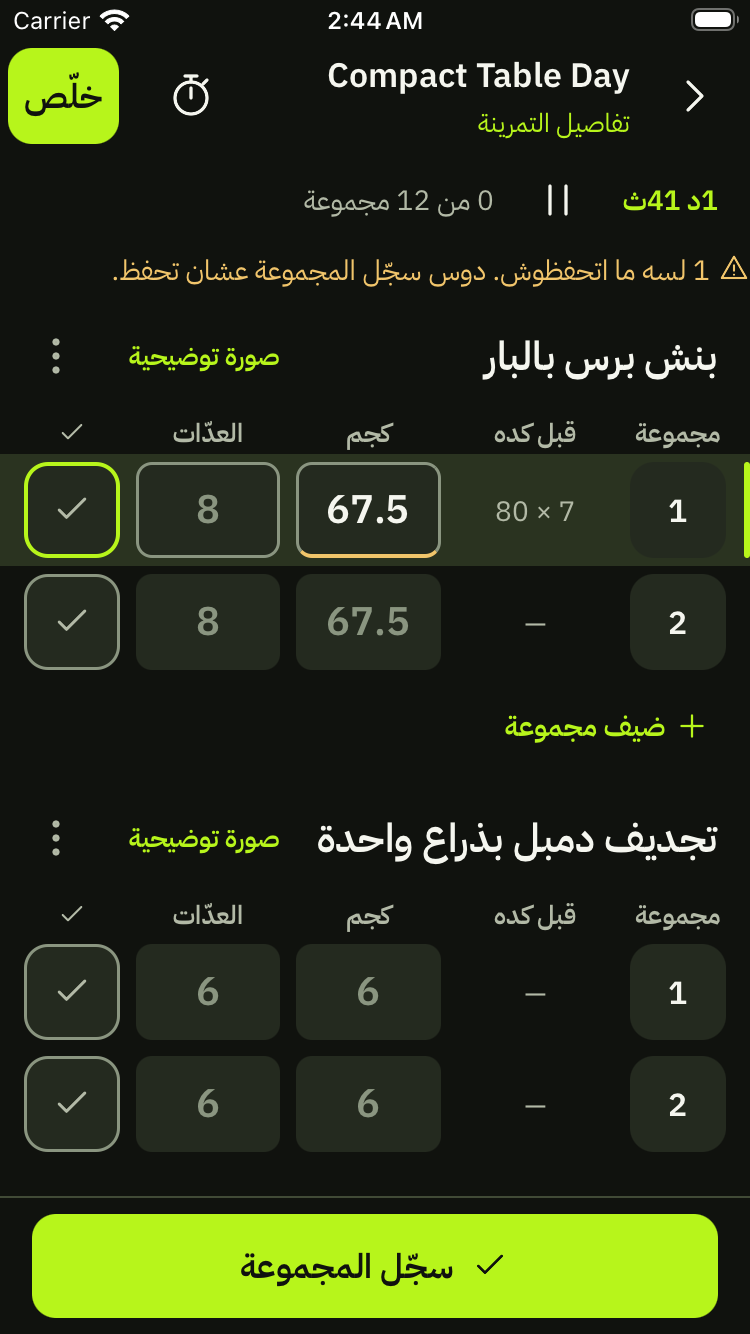 Carrier 2:44 AM
Compact Table Day
تفاصيل التمرينة
خلّص
1د 41ث 0 من 12 مجموعة
1 لسه ما اتحفظوش. دوس سجّل المجموعة عشان تحفظ.
بنش برس بالبار صورة توضيحية
مجموعة قبل كده كجم العدّات
1 80 × 7 67.5 8
2 – 67.5 8
+ ضيف مجموعة
تجديف دمبل بذراع واحدة صورة توضيحية
مجموعة قبل كده كجم العدّات
1 – 6 6
2 – 6 6
سجّل المجموعة